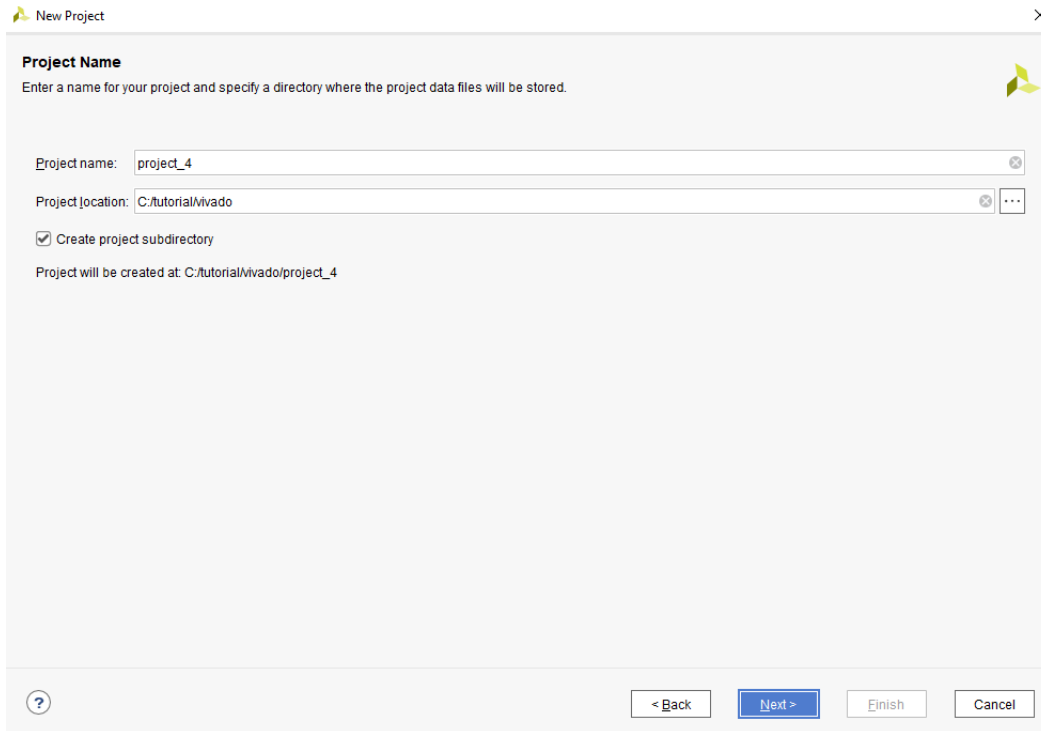 New Project
Project Name
Enter a name for your project and specify a directory where the project data files will be stored.
Project name: project_4
Project location: C:/tutorial/vivado ...
Create project subdirectory
Project will be created at: C:/tutorial/vivado/project_4
? < Back Next > Finish Cancel